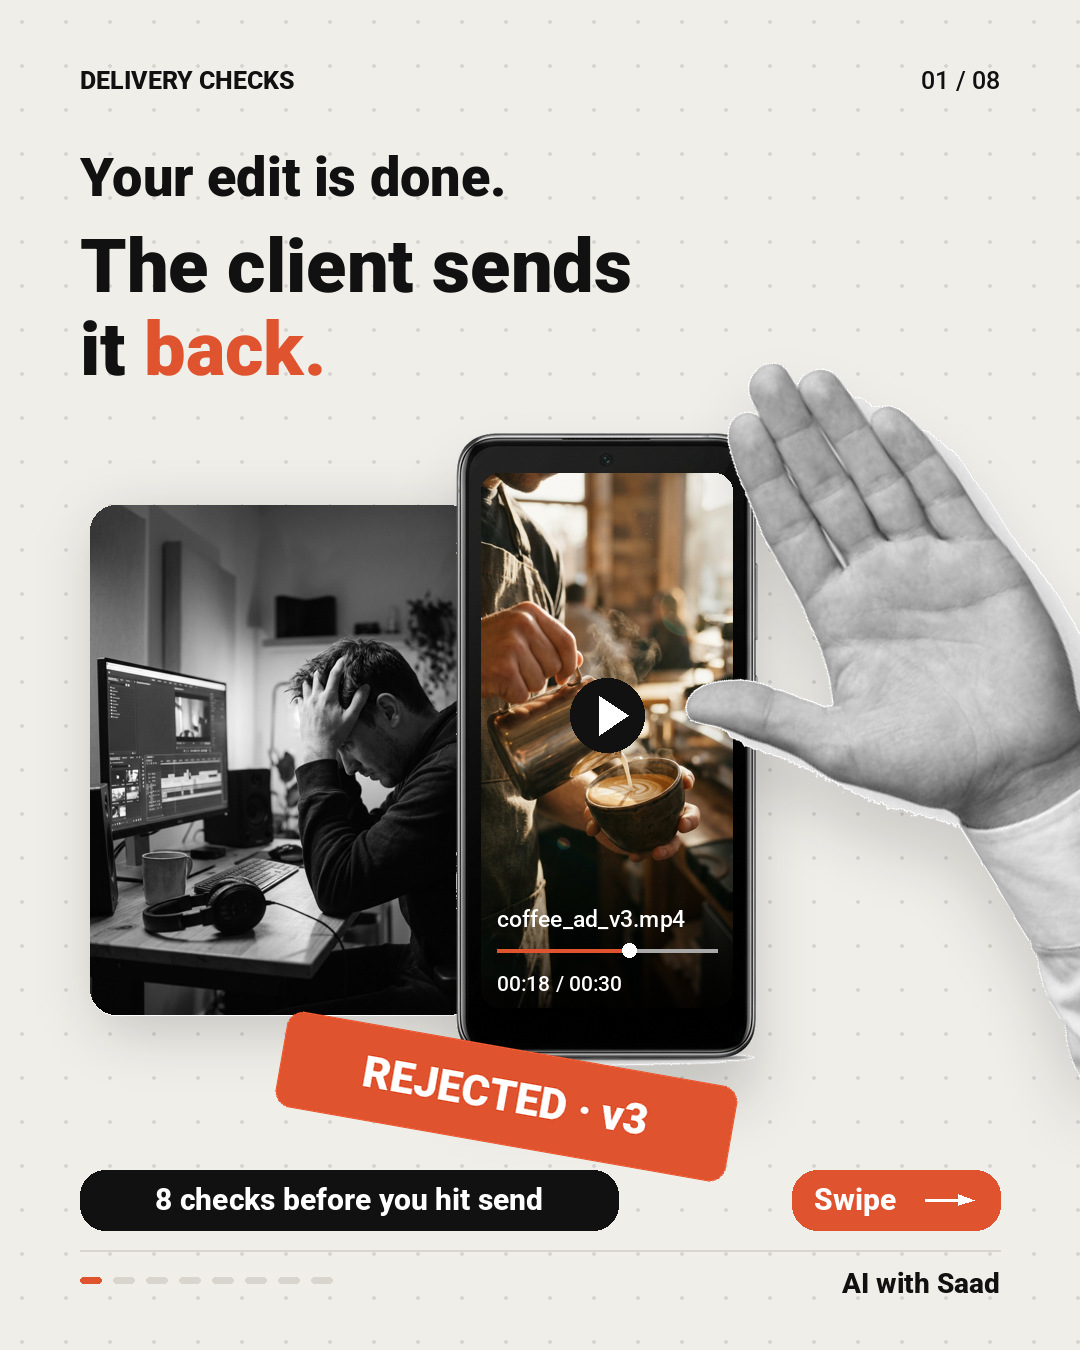 DELIVERY CHECKS
01 / 08
Your edit is done.
The client sends
it back.
coffee_ad_v3.mp4
00:18 / 00:30
REJECTED · v3
8 checks before you hit send
Swipe
AI with Saad